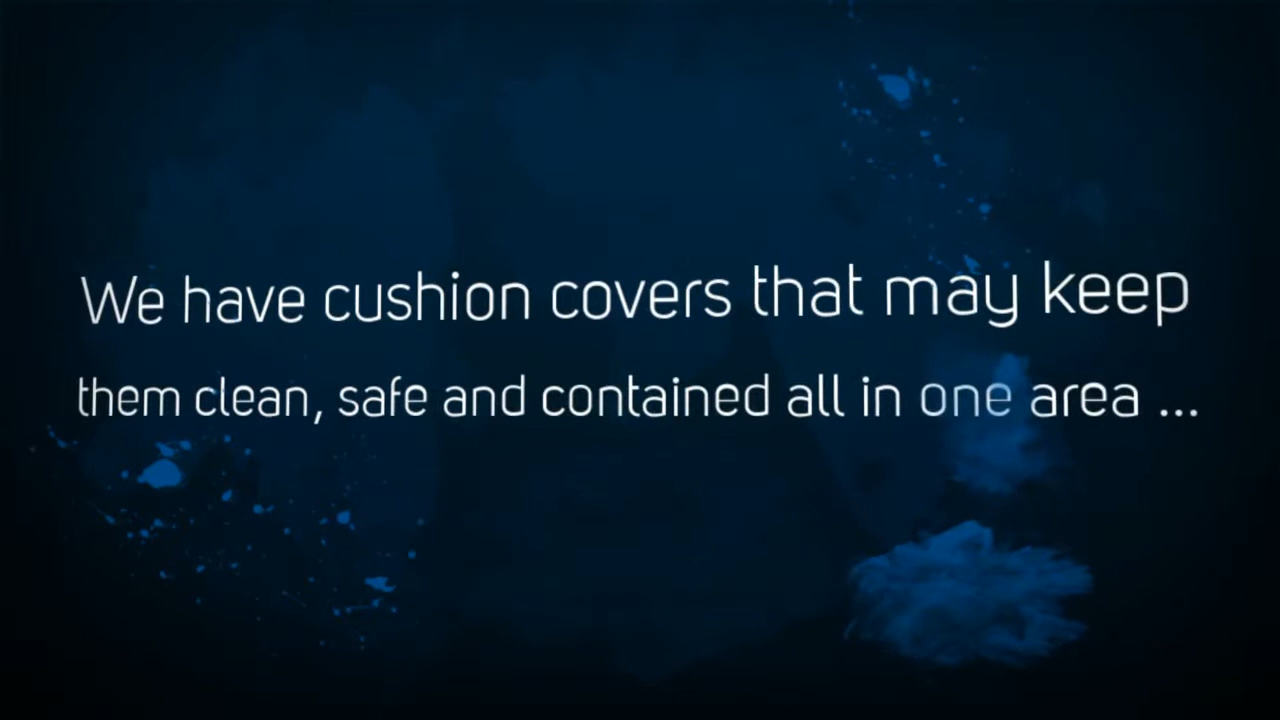 We have cushion covers that may keep
them clean, safe and contained all in one area ...